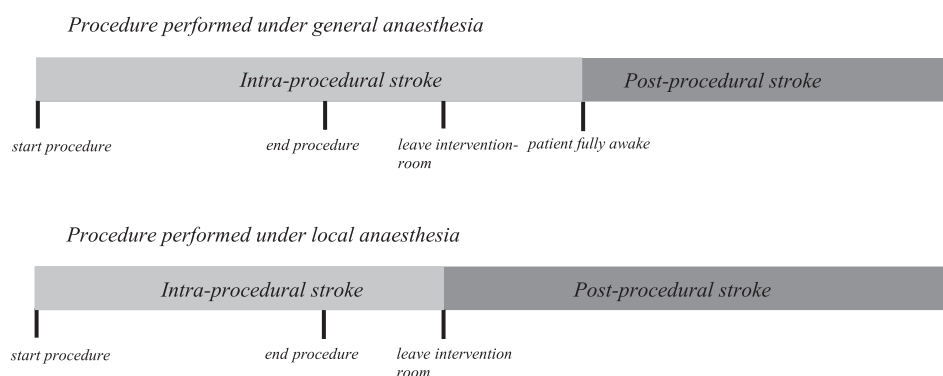 Procedure performed under general anaesthesia
Intra-procedural stroke Post-procedural stroke
start procedure end procedure leave intervention- patient fully awake
room
Procedure performed under local anaesthesia
Intra-procedural stroke Post-procedural stroke
start procedure end procedure leave intervention
room